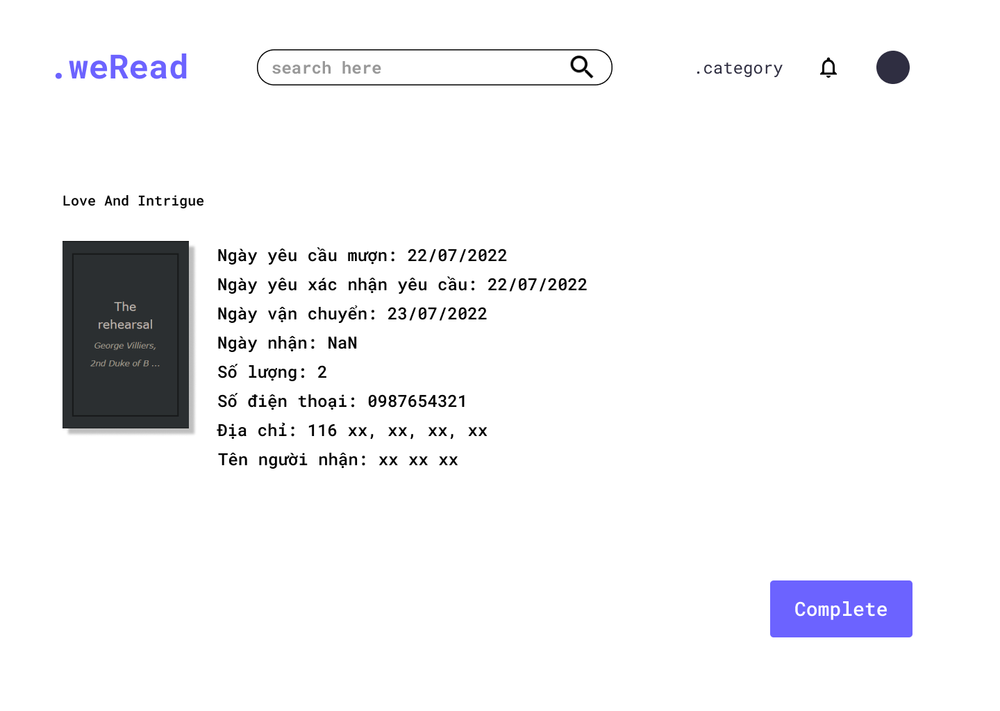 .weRead
search here
.category
Love And Intrigue
The
rehearsal
George Villiers,
2nd Duke of B ...
Ngày yêu cầu mượn: 22/07/2022
Ngày yêu xác nhận yêu cầu: 22/07/2022
Ngày vận chuyển: 23/07/2022
Ngày nhận: NaN
Số lượng: 2
Số điện thoại: 0987654321
Địa chỉ: 116 xx, xx, xx, xx
Tên người nhận: xx xx xx
Complete